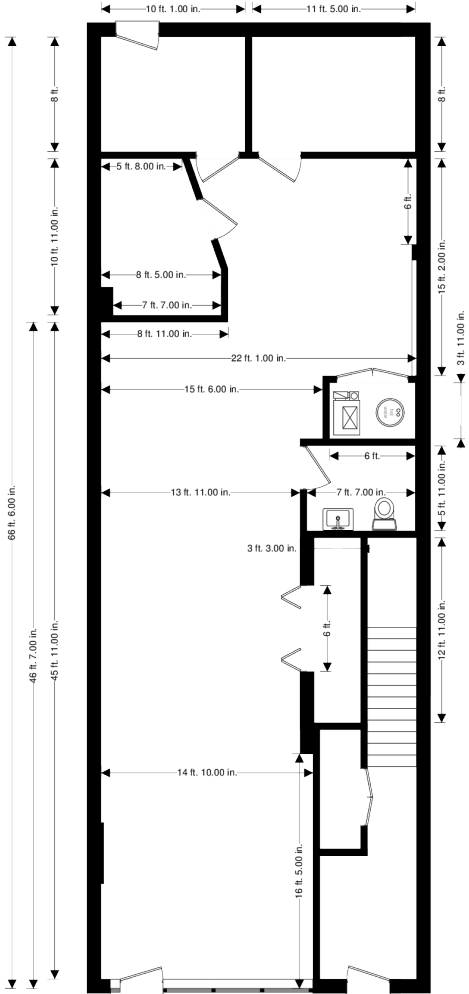 10 ft. 1.00 in.
11 ft. 5.00 in.
8 ft.
8 ft.
5 ft. 8.00 in.
6 ft.
10 ft. 11.00 in.
15 ft. 2.00 in.
8 ft. 5.00 in.
7 ft. 7.00 in.
8 ft. 11.00 in.
3 ft. 11.00 in.
22 ft. 1.00 in.
15 ft. 6.00 in.
6 ft.
13 ft. 11.00 in.
7 ft. 7.00 in.
5 ft. 11.00 in.
66 ft. 6.00 in.
3 ft. 3.00 in.
6 ft.
12 ft. 11.00 in.
46 ft. 7.00 in.
45 ft. 11.00 in.
14 ft. 10.00 in.
16 ft. 5.00 in.